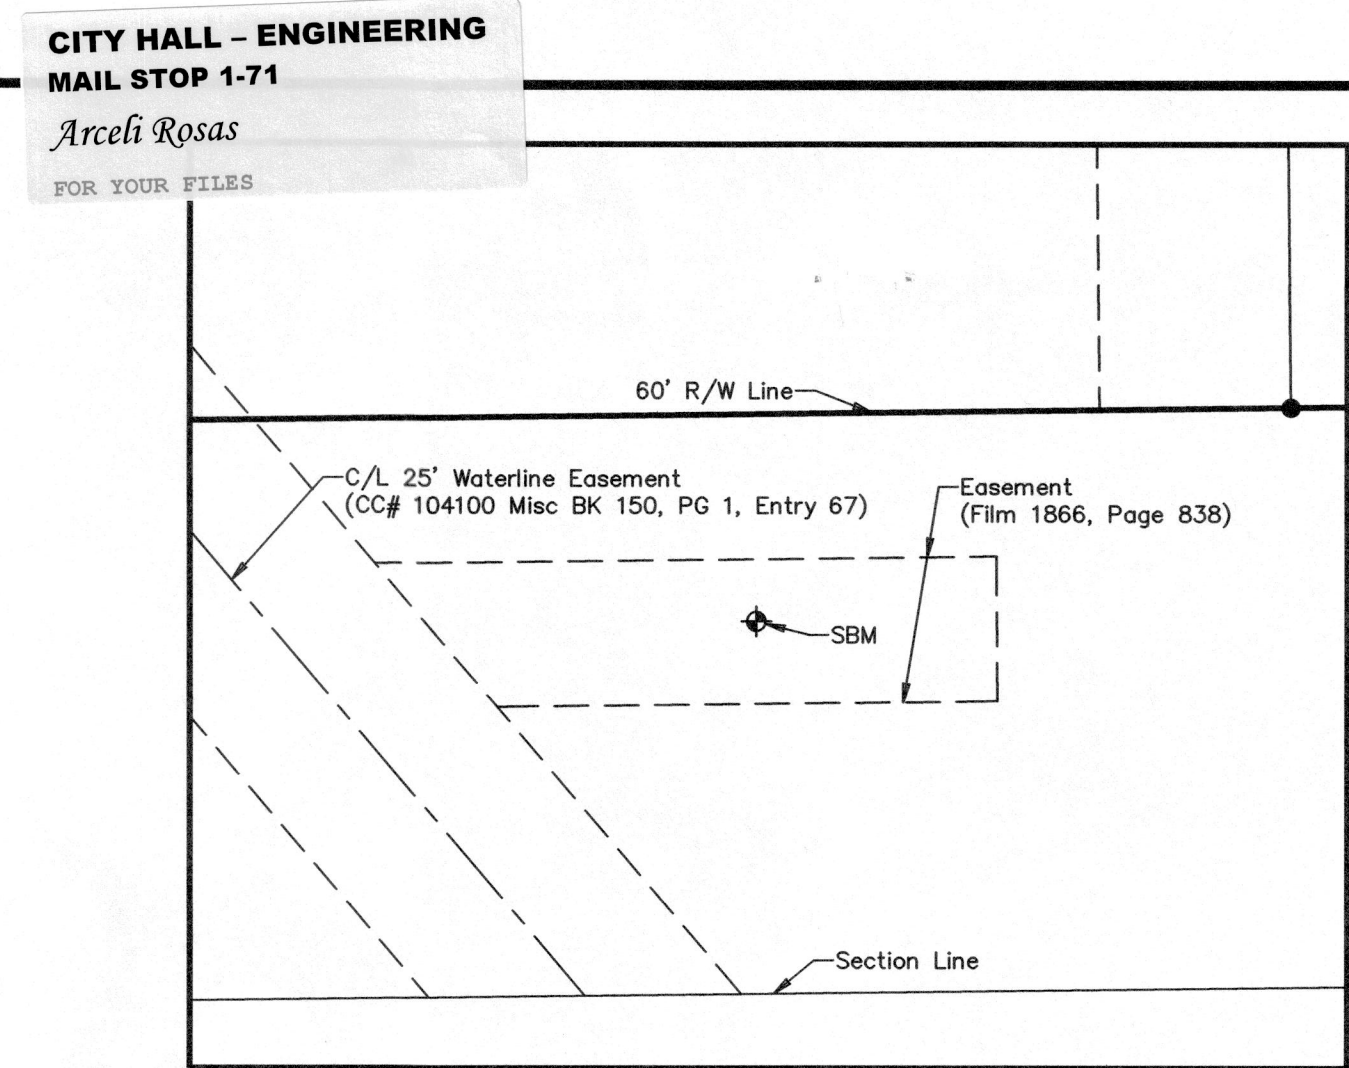 CITY HALL – ENGINEERING
MAIL STOP 1-71
Arceli Rosas
FOR YOUR FILES
60' R/W Line
C/L 25' Waterline Easement
(CC# 104100 Misc BK 150, PG 1, Entry 67)
Easement
(Film 1866, Page 838)
SBM
Section Line